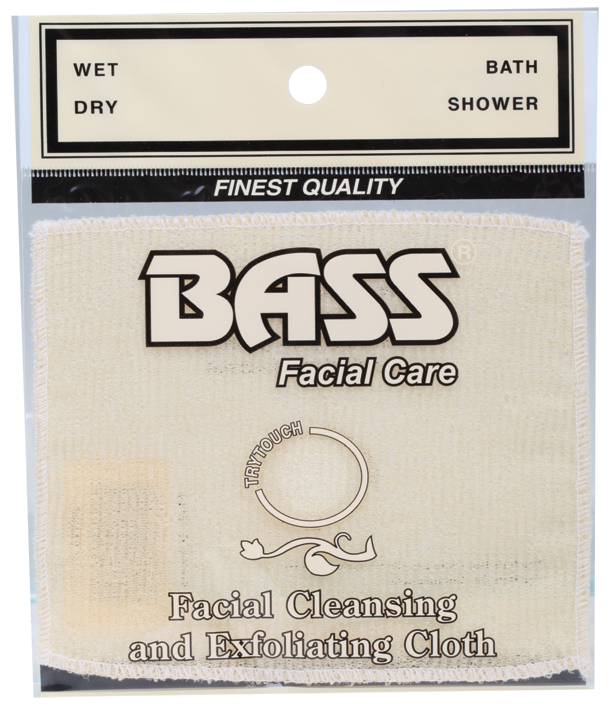 WET
BATH
DRY
SHOWER
FINEST QUALITY
BASS®
Facial Care
TRYTOUCH
Facial Cleansing
and Exfoliating Cloth